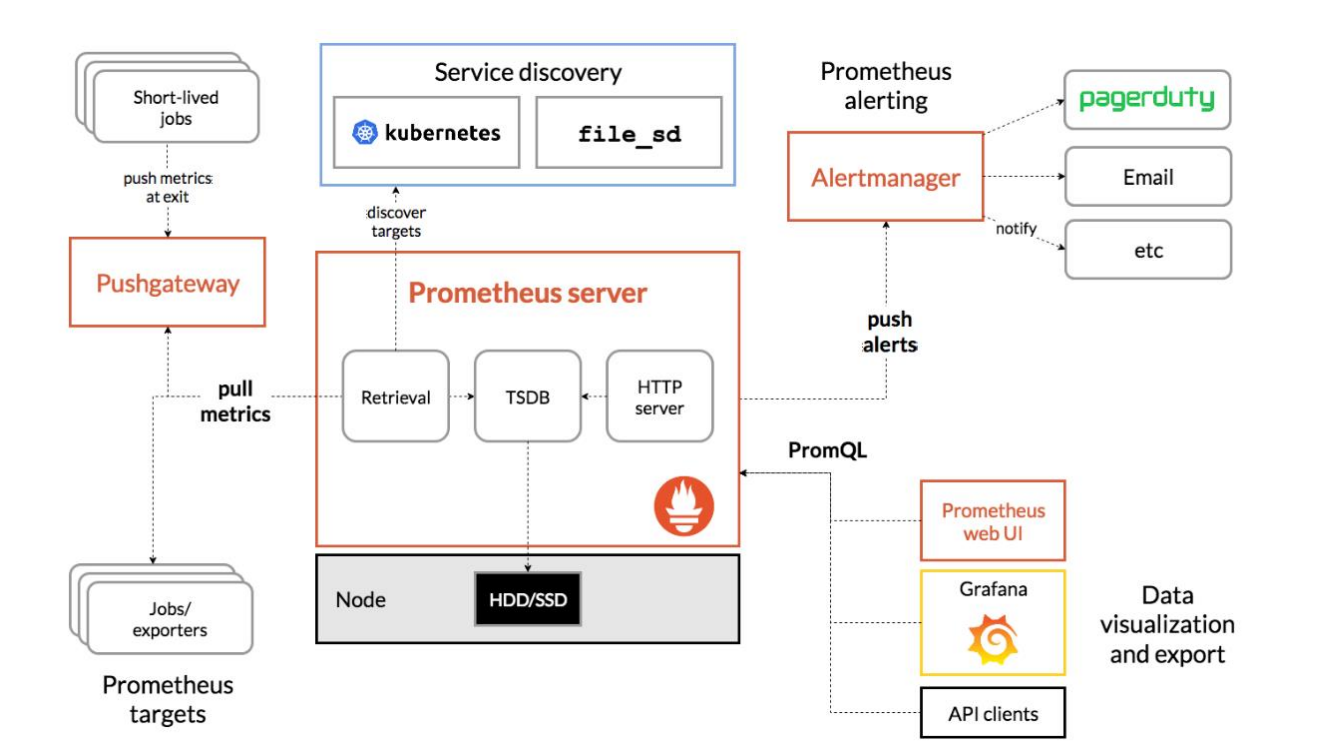 Short-lived
jobs
push metrics
at exit
Pushgateway
Service discovery
kubernetes
file_sd
discover
targets
Prometheus
alerting
Alertmanager
pagerduty
Email
notify
etc
Prometheus server
push
alerts
pull
metrics
Retrieval
TSDB
HTTP
server
PromQL
Node
HDD/SSD
Jobs/
exporters
Prometheus
targets
Prometheus
web UI
Grafana
API clients
Data
visualization
and export